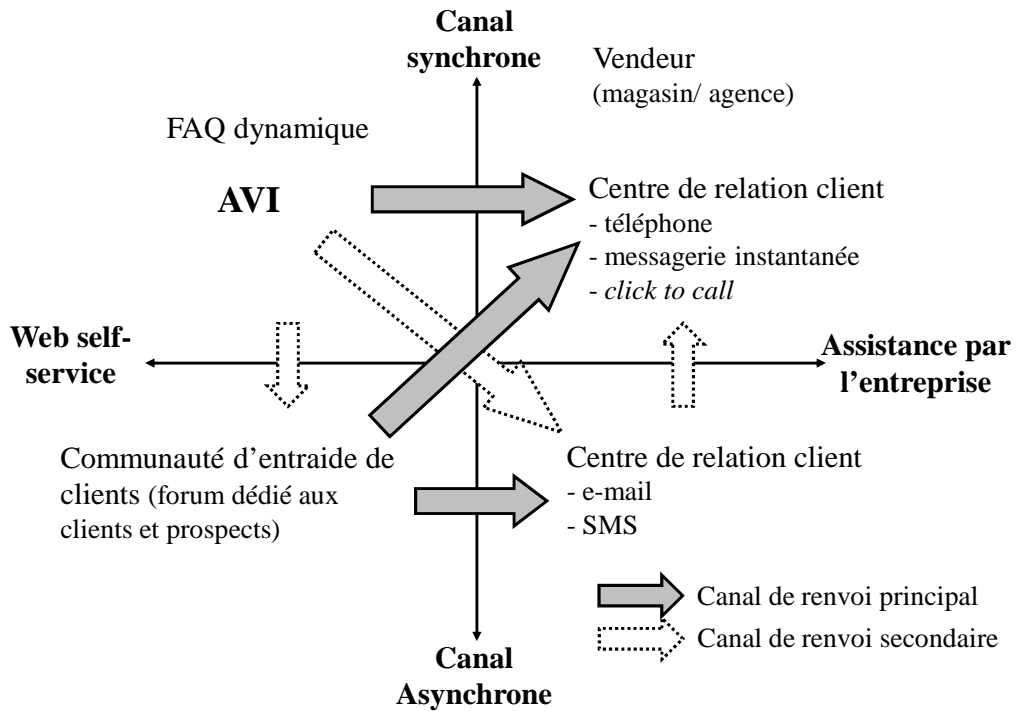 Canal
synchrone
Vendeur
(magasin/ agence)
FAQ dynamique
AVI
Centre de relation client
- téléphone
- messagerie instantanée
- click to call
Web self-
service
Assistance par
l’entreprise
Communauté d’entraide de
clients (forum dédié aux
clients et prospects)
Centre de relation client
- e-mail
- SMS
Canal de renvoi principal
Canal de renvoi secondaire
Canal
Asynchrone